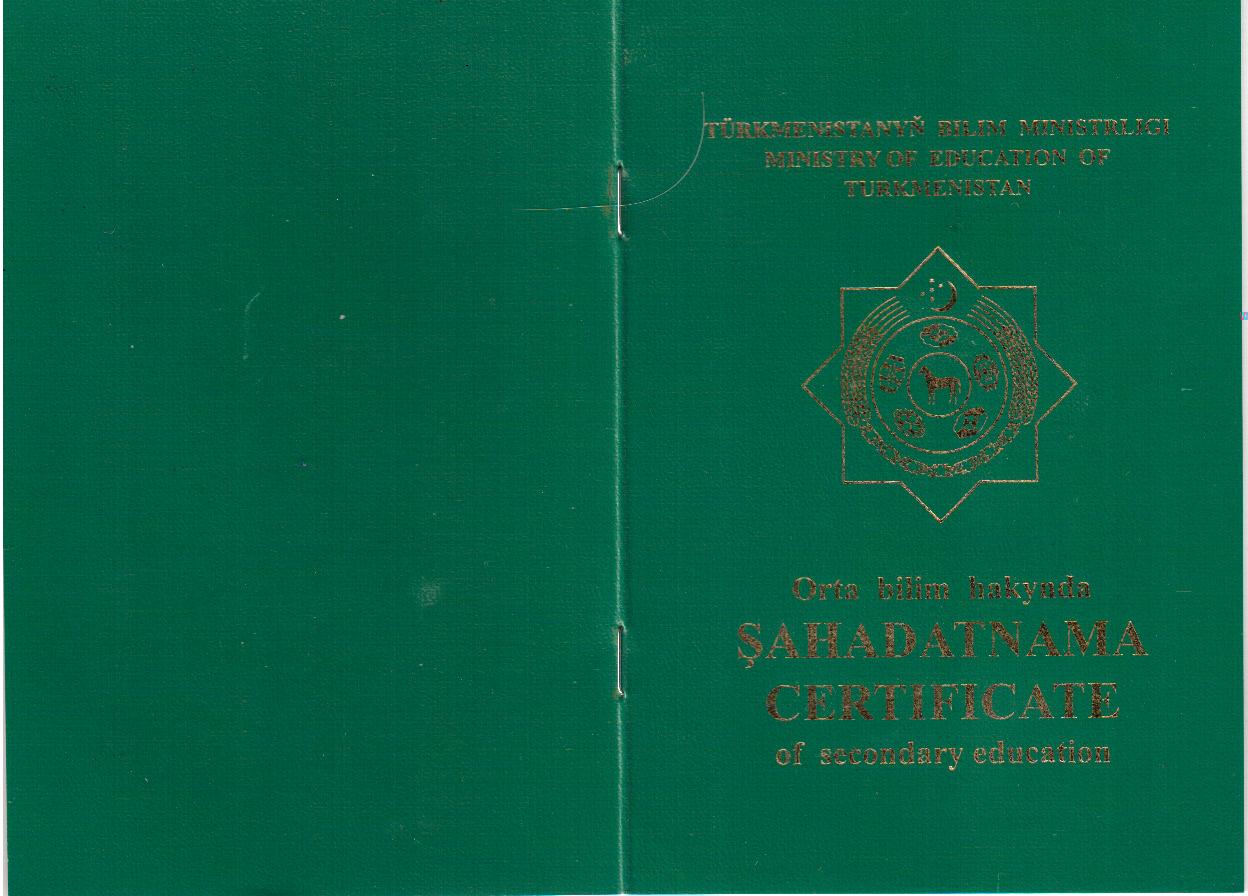 TÜRKMENISTANYŇ BILIM MINISTRLIGI
MINISTRY OF EDUCATION OF
TURKMENISTAN
Orta bilim hakynda
ŞAHADATNAMA
CERTIFICATE
of secondary education